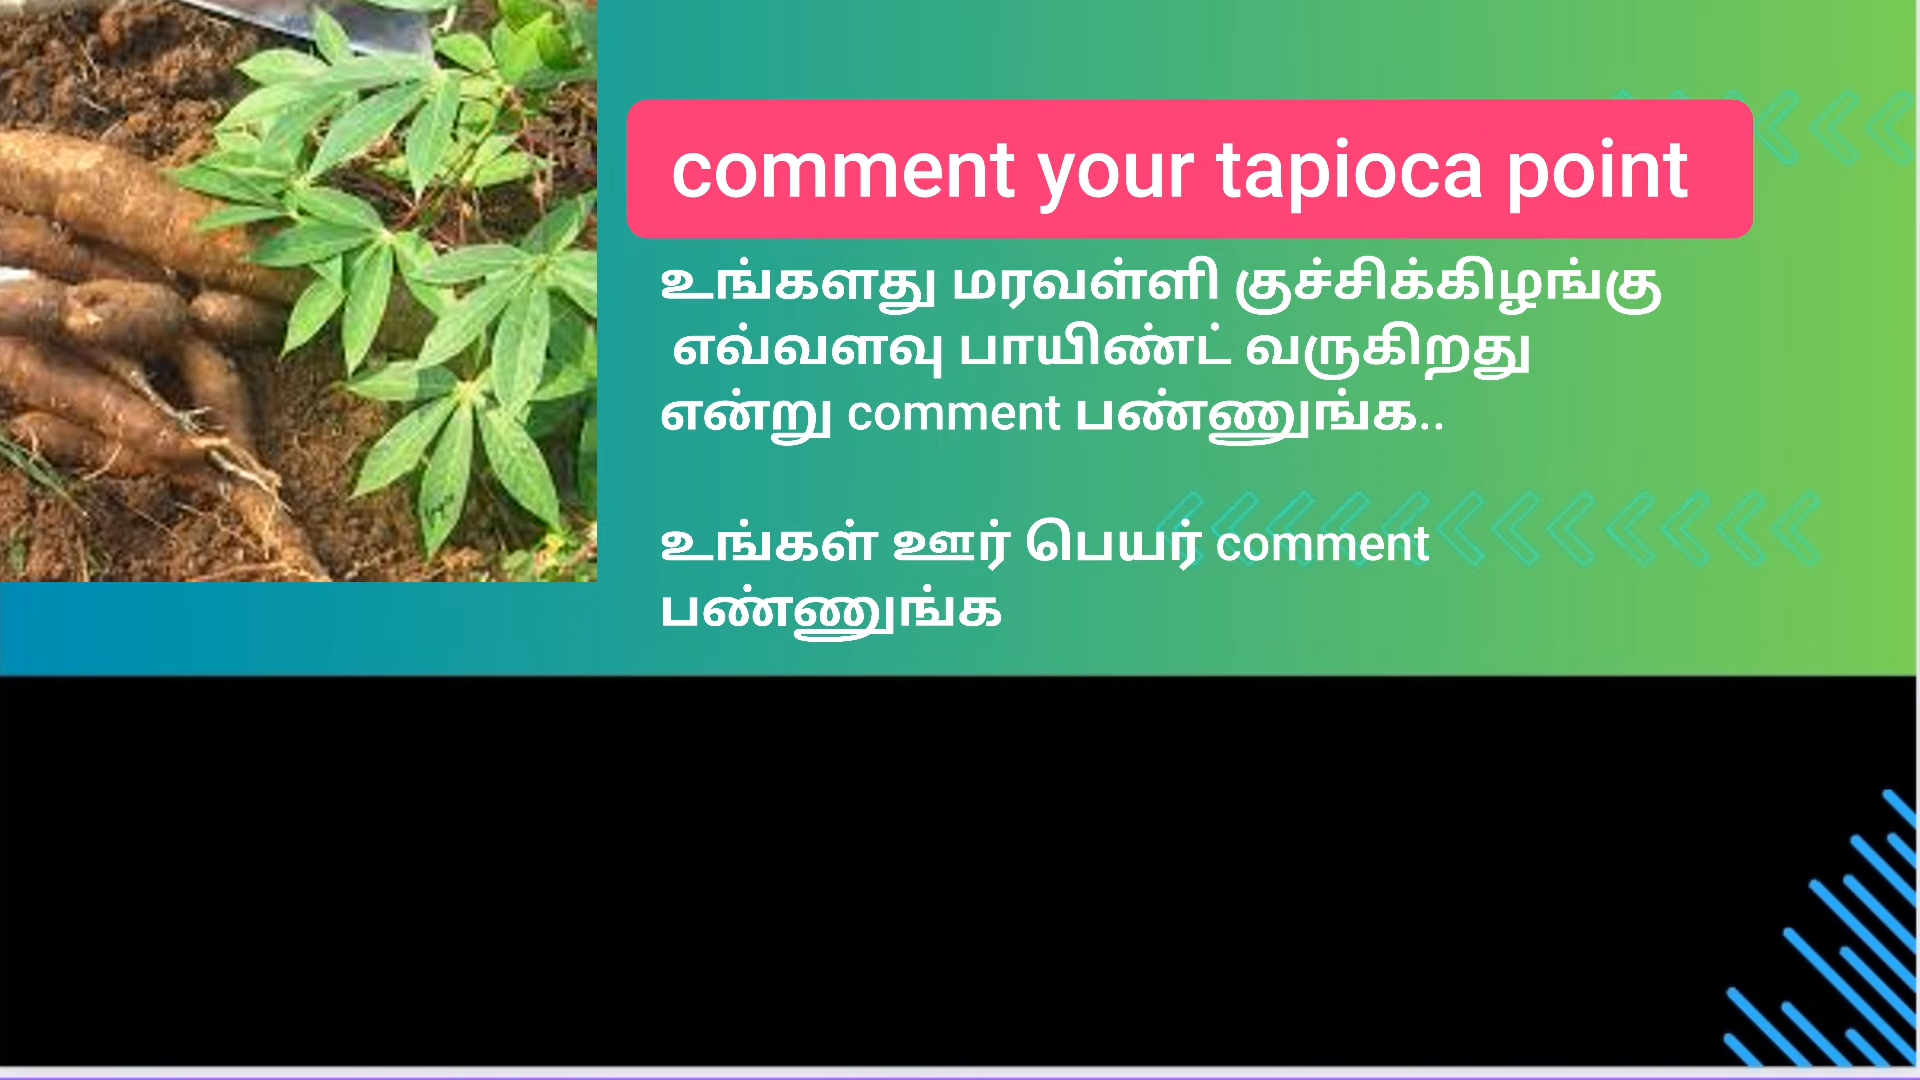 comment your tapioca point
உங்களது மரவள்ளி குச்சிக்கிழங்கு
எவ்வளவு பாயிண்ட் வருகிறது
என்று comment பண்ணுங்க..
உங்கள் ஊர் பெயர் comment
பண்ணுங்க